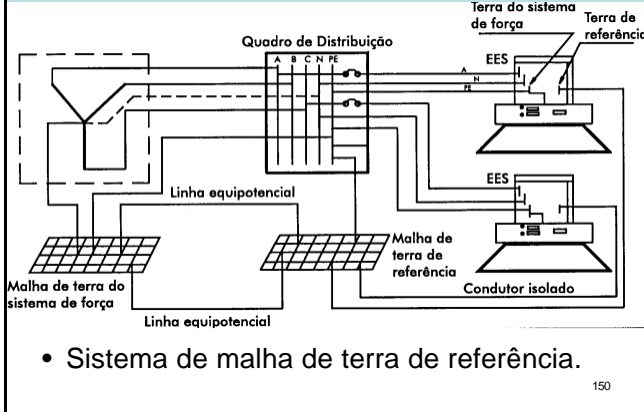 Terra do sistema
de força
Terra de
referência
Quadro de Distribuição
A B C N PE
EES
A
N
PE
Linha equipotencial
EES
Malha de
terra de
referência
Malha de terra do
sistema de força
Condutor isolado
Linha equipotencial
• Sistema de malha de terra de referência.
150